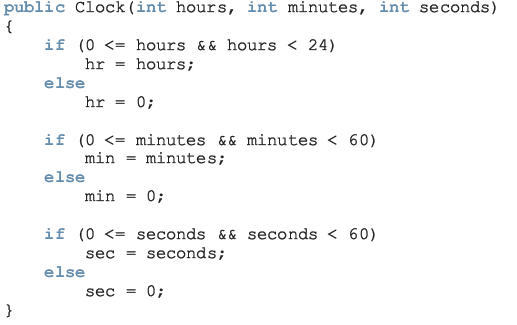 public Clock(int hours, int minutes, int seconds)
{
    if (0 <= hours && hours < 24)
        hr = hours;
    else
        hr = 0;

    if (0 <= minutes && minutes < 60)
        min = minutes;
    else
        min = 0;

    if (0 <= seconds && seconds < 60)
        sec = seconds;
    else
        sec = 0;
}